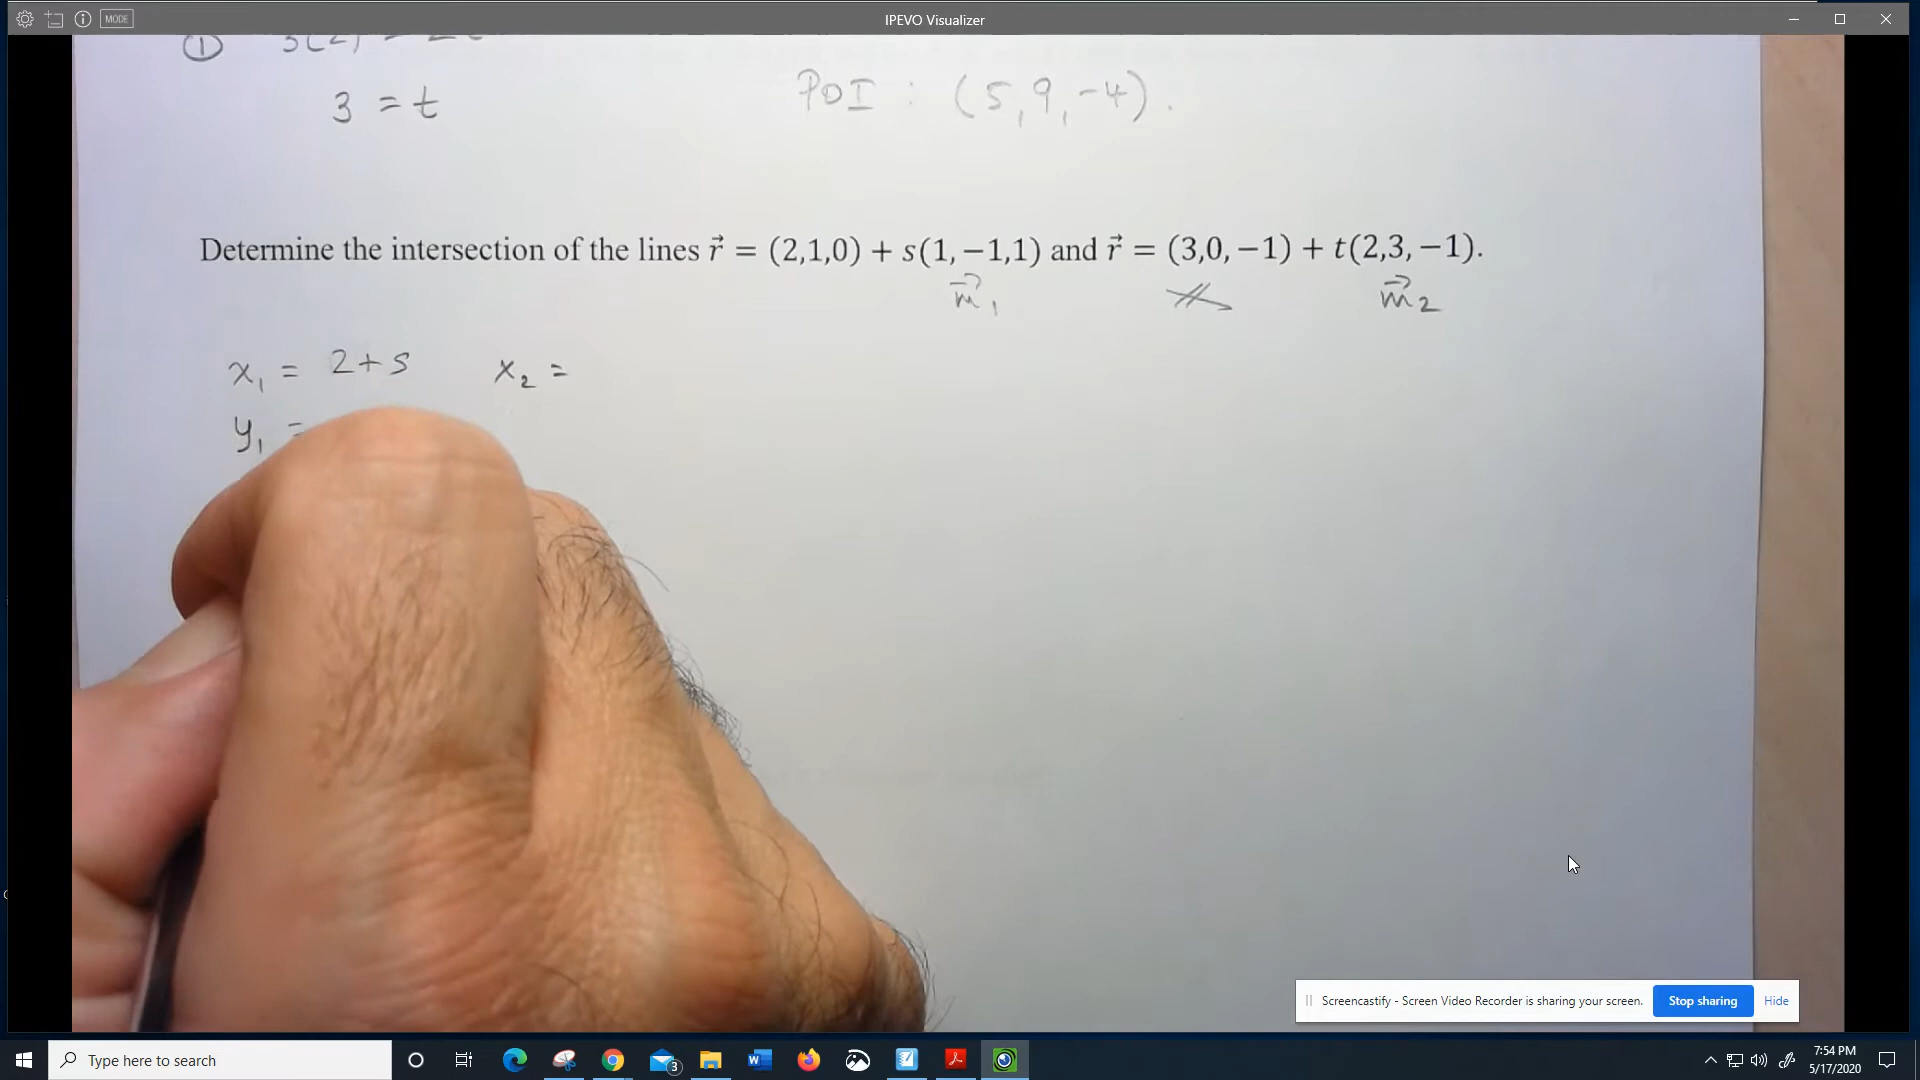 MODE
IPEVO Visualizer
3 = t
POI : (5, 9, -4).
Determine the intersection of the lines r⃗ = (2,1,0) + s(1,−1,1) and r⃗ = (3,0,−1) + t(2,3,−1).
m⃗₁ m⃗₂
x₁ = 2 + s x₂ =
y₁ =
Screencastify - Screen Video Recorder is sharing your screen. Stop sharing Hide
Type here to search
3
7:54 PM
5/17/2020